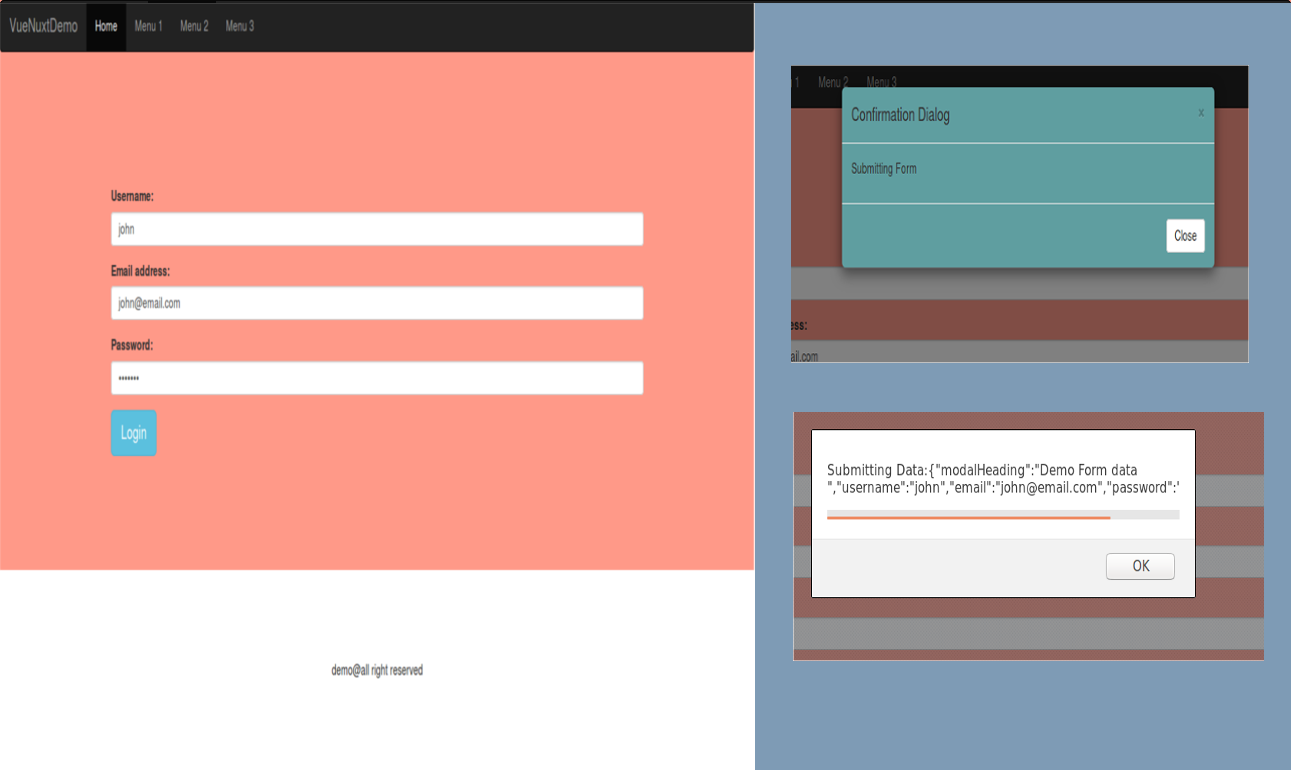 VueNuxtDemo Home Menu 1 Menu 2 Menu 3
Username:
john
Email address:
john@email.com
Password:
•••••••
Login
demo@all right reserved
1 Menu 2 Menu 3
Confirmation Dialog x
Submitting Form
Close
ess:
ail.com
Submitting Data:{"modalHeading":"Demo Form data
","username":"john","email":"john@email.com","password":"
OK